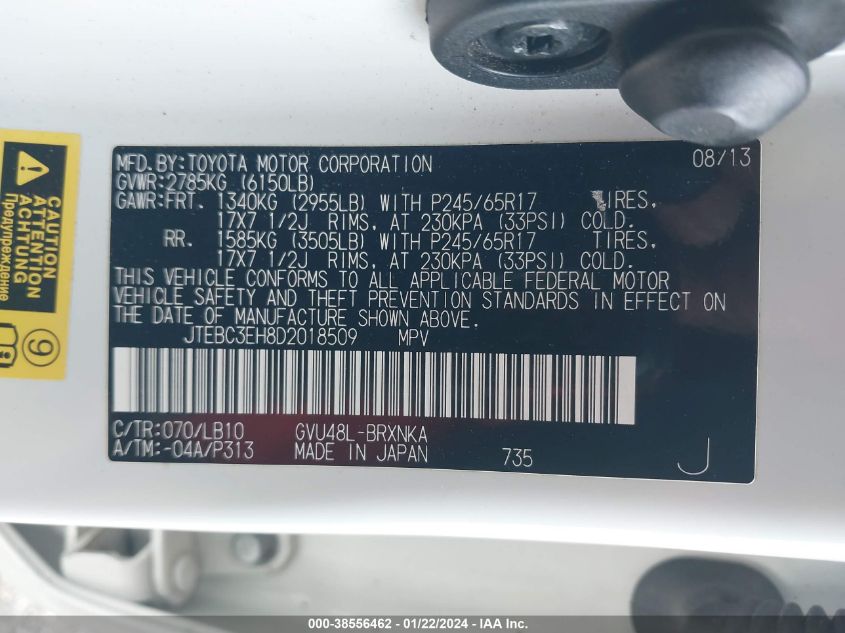 MFD.BY:TOYOTA MOTOR CORPORATION 08/13
GVWR:2785KG (6150LB)
GAWR:FRT. 1340KG (2955LB) WITH P245/65R17 TIRES,
17X7 1/2J RIMS, AT 230KPA (33PSI) COLD.
RR. 1585KG (3505LB) WITH P245/65R17 TIRES,
17X7 1/2J RIMS, AT 230KPA (33PSI) COLD.
THIS VEHICLE CONFORMS TO ALL APPLICABLE FEDERAL MOTOR
VEHICLE SAFETY AND THEFT PREVENTION STANDARDS IN EFFECT ON
THE DATE OF MANUFACTURE SHOWN ABOVE.
JTEBC3EH8D2018509 MPV
C/TR:070/LB10 GVU48L-BRXNKA
A/TM:-04A/P313 MADE IN JAPAN 735 J
CAUTION
ATTENTION
ACHTUNG
Предупреждение
9
000-38556462 - 01/22/2024 - IAA Inc.